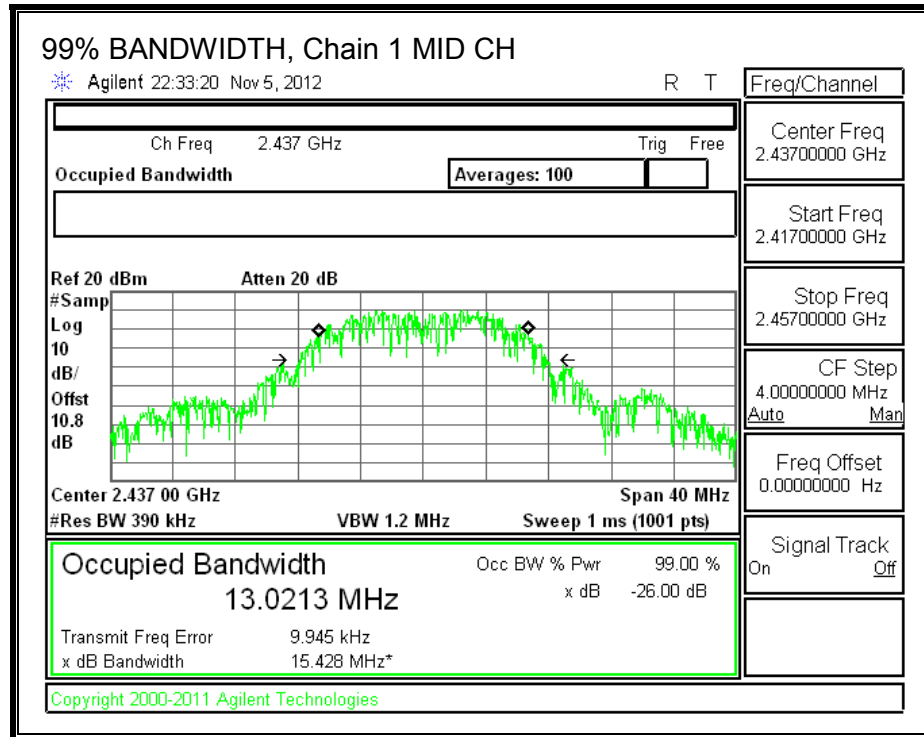 99% BANDWIDTH, Chain 1 MID CH
Agilent 22:33:20 Nov 5, 2012 R T
Freq/Channel
Ch Freq 2.437 GHz Trig Free
Occupied Bandwidth Averages: 100
Center Freq
2.43700000 GHz
Start Freq
2.41700000 GHz
Stop Freq
2.45700000 GHz
CF Step
4.00000000 MHz
Auto Man
Freq Offset
0.00000000 Hz
Signal Track
On Off
Ref 20 dBm Atten 20 dB
#Samp
Log
10
dB/
Offst
10.8
dB
Center 2.437 00 GHz Span 40 MHz
#Res BW 390 kHz VBW 1.2 MHz Sweep 1 ms (1001 pts)
Occupied Bandwidth Occ BW % Pwr 99.00 %
13.0213 MHz x dB -26.00 dB
Transmit Freq Error 9.945 kHz
x dB Bandwidth 15.428 MHz*
Copyright 2000-2011 Agilent Technologies